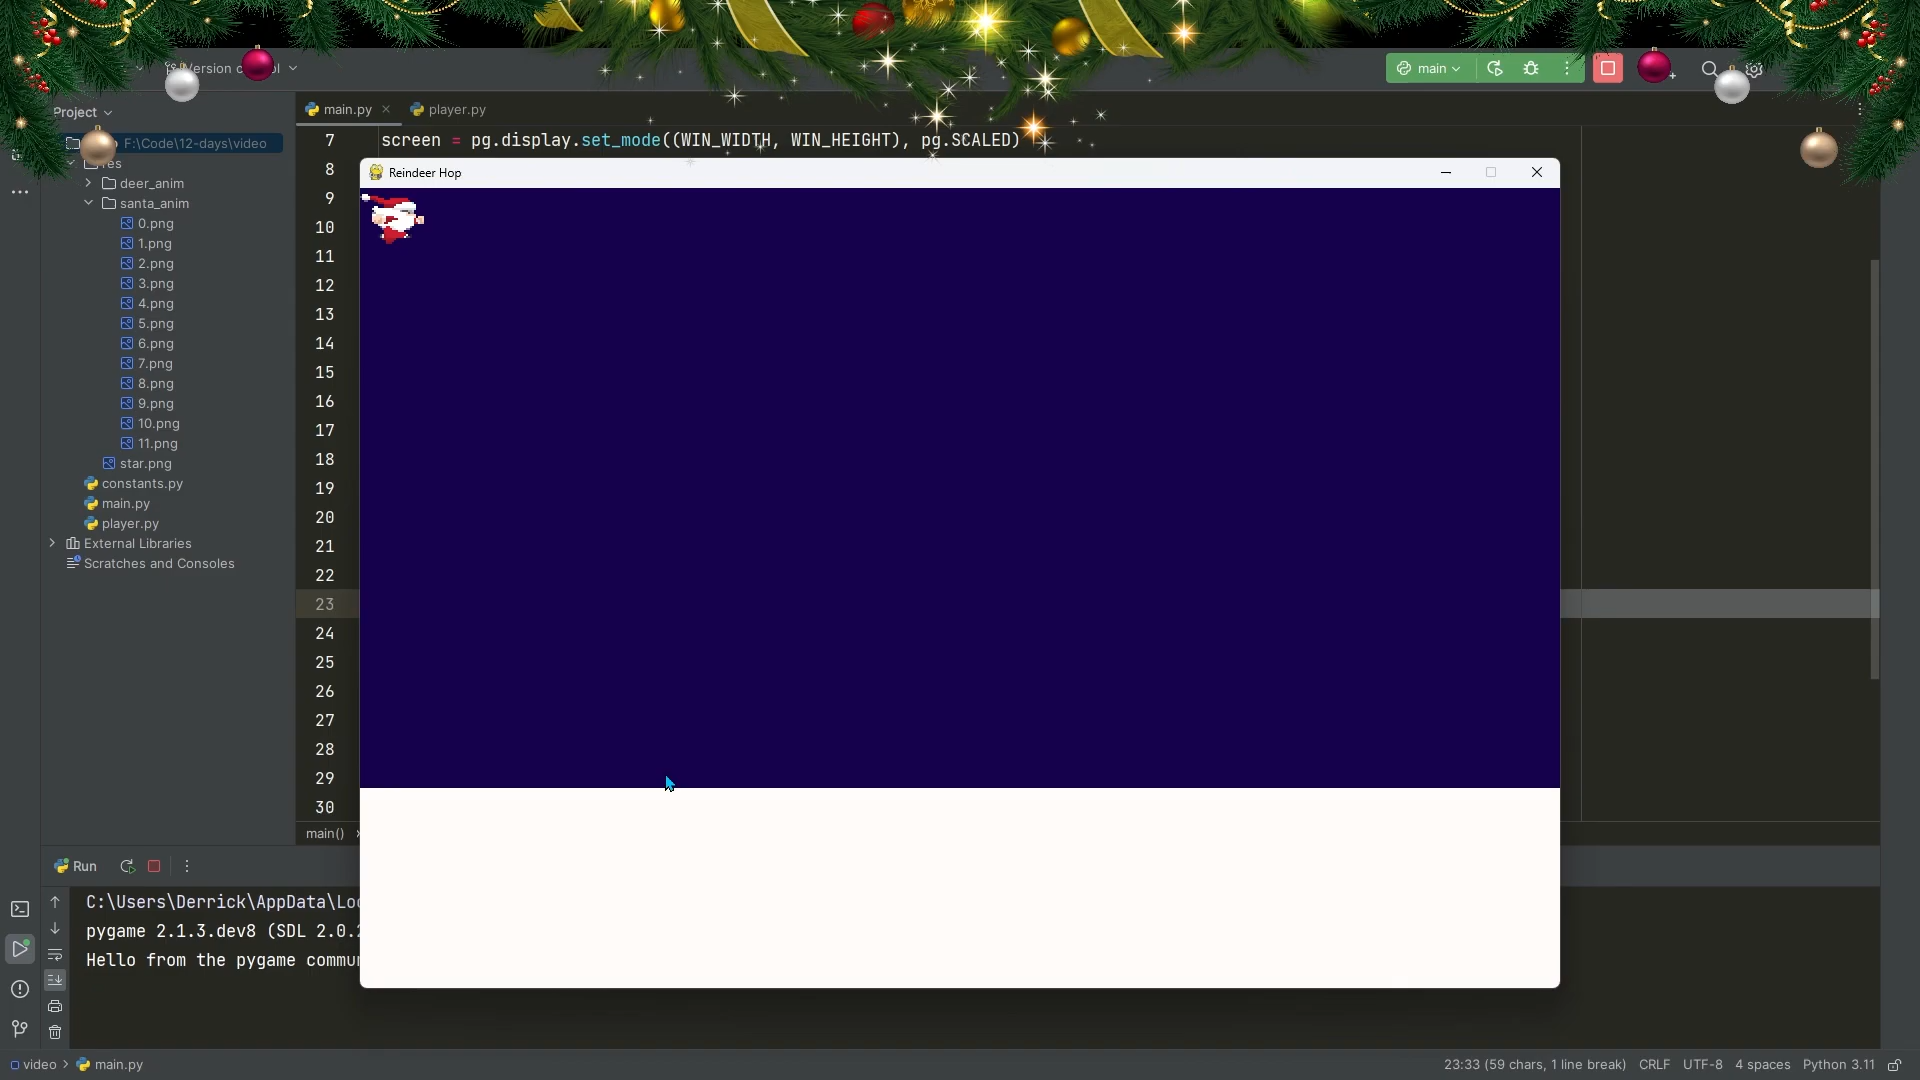 Version c
main
Project
main.py
player.py
F:\Code\12-days\video
res
deer_anim
santa_anim
0.png
1.png
2.png
3.png
4.png
5.png
6.png
7.png
8.png
9.png
10.png
11.png
star.png
constants.py
main.py
player.py
External Libraries
Scratches and Consoles
7 screen = pg.display.set_mode((WIN_WIDTH, WIN_HEIGHT), pg.SCALED)
8
9
10
11
12
13
14
15
16
17
18
19
20
21
22
23
24
25
26
27
28
29
30
Reindeer Hop
main()
Run
C:\Users\Derrick\AppData\Lo
pygame 2.1.3.dev8 (SDL 2.0.2
Hello from the pygame commu
video > main.py
23:33 (59 chars, 1 line break) CRLF UTF-8 4 spaces Python 3.11